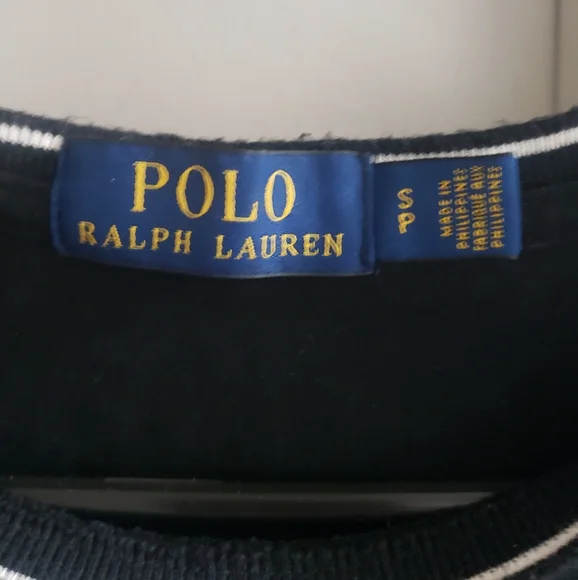 POLO
RALPH LAUREN
S
P
MADE IN
PHILIPPINES
FABRIQUÉ AUX
PHILIPPINES